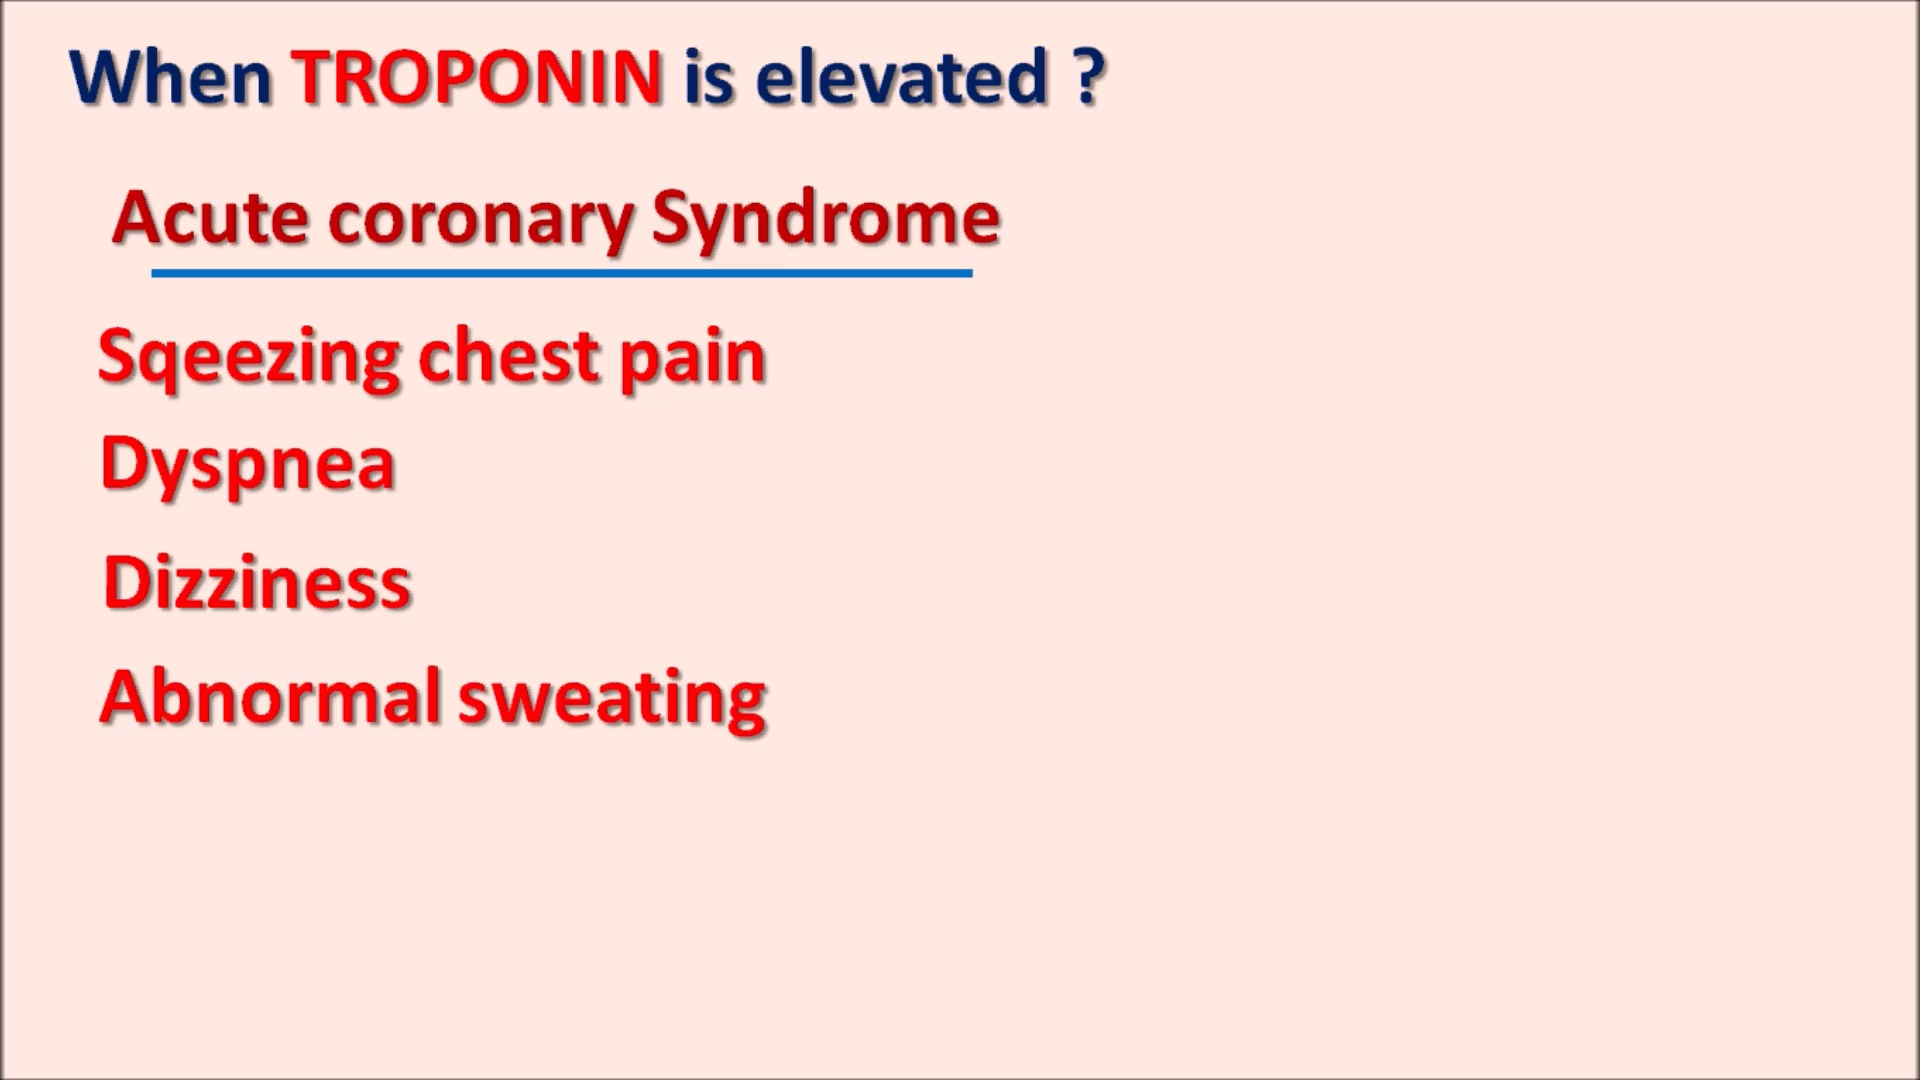 When TROPONIN is elevated ?
Acute coronary Syndrome
Sqeezing chest pain
Dyspnea
Dizziness
Abnormal sweating